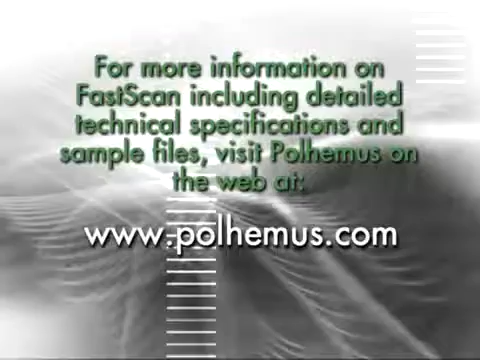 For more information on
FastScan including detailed
technical specifications and
sample files, visit Polhemus on
the web at:
www.polhemus.com